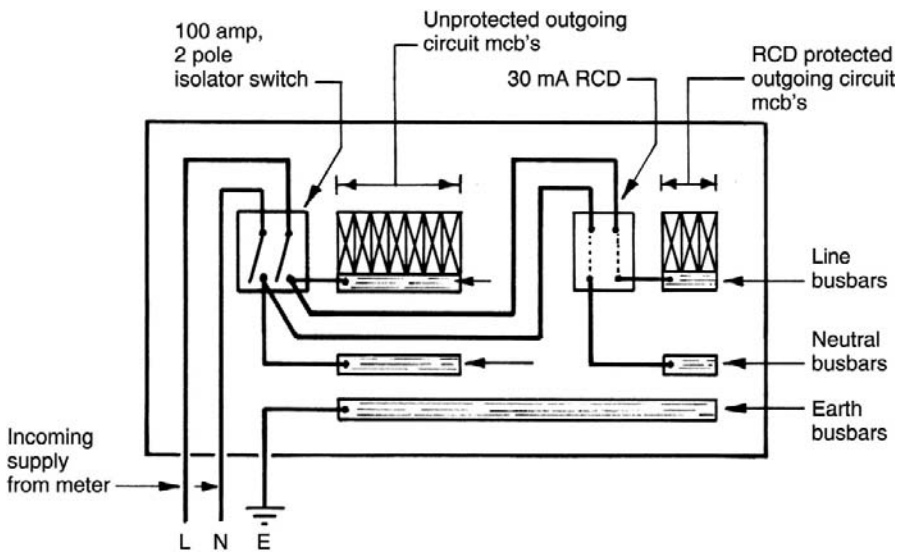 100 amp,
2 pole
isolator switch
Unprotected outgoing
circuit mcb's
30 mA RCD
RCD protected
outgoing circuit
mcb's
Line
busbars
Neutral
busbars
Earth
busbars
Incoming
supply
from meter
L N E